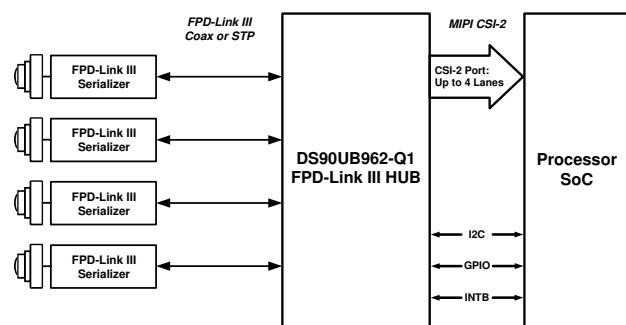 FPD-Link III
Coax or STP
MIPI CSI-2
FPD-Link III
Serializer
CSI-2 Port:
Up to 4 Lanes
FPD-Link III
Serializer
DS90UB962-Q1
FPD-Link III HUB
Processor
SoC
FPD-Link III
Serializer
I2C
FPD-Link III
Serializer
GPIO
INTB